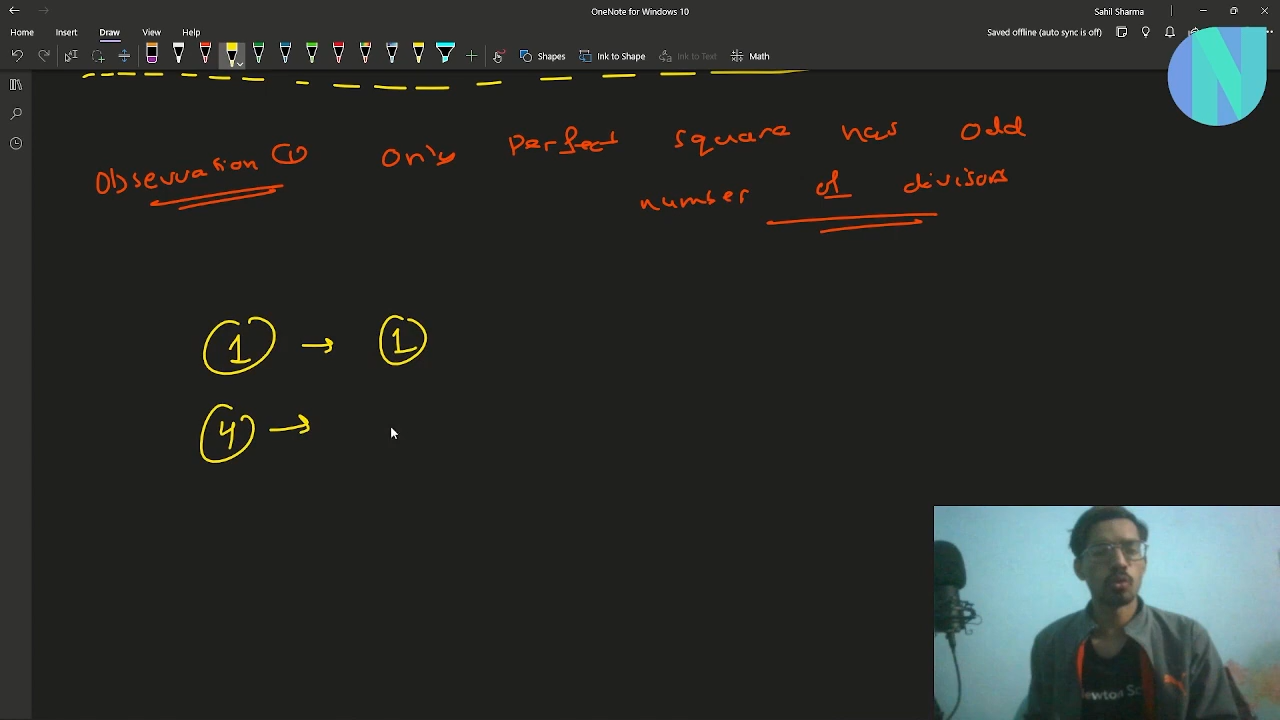 OneNote for Windows 10
Sahil Sharma
Home Insert Draw View Help
Saved offline (auto sync is off)
Shapes Ink to Shape Ink to Text Math
Observation ① only perfect square has odd
number of divisors
1 → 1
4 →
Newton Sc